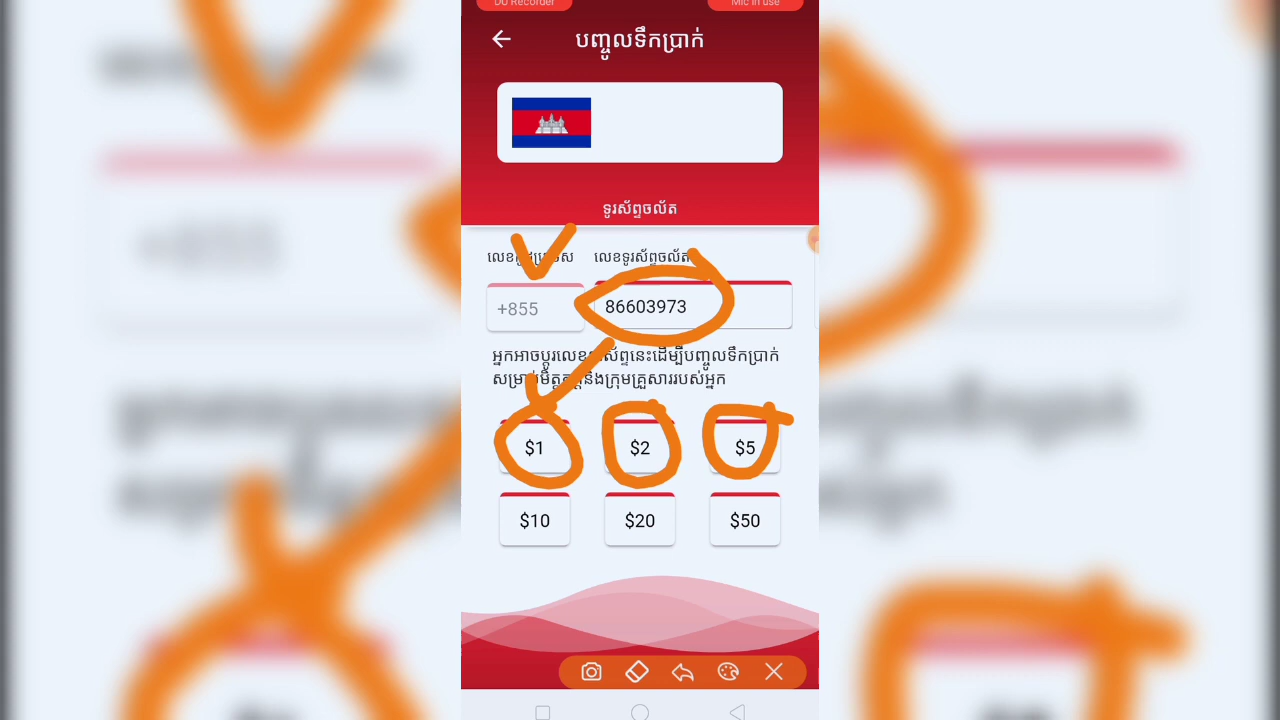 DU Recorder
Mic in use
បញ្ចូលទឹកប្រាក់
ទូរស័ព្ទចល័ត
លេខទូរស័ព្ទចល័ត
+855
86603973
អ្នកអាចប្តូរលេខទូរស័ព្ទនេះដើម្បីបញ្ចូលទឹកប្រាក់
សម្រាប់មិត្តភក្តិនិងក្រុមគ្រួសាររបស់អ្នក
$1 $2 $5
$10 $20 $50